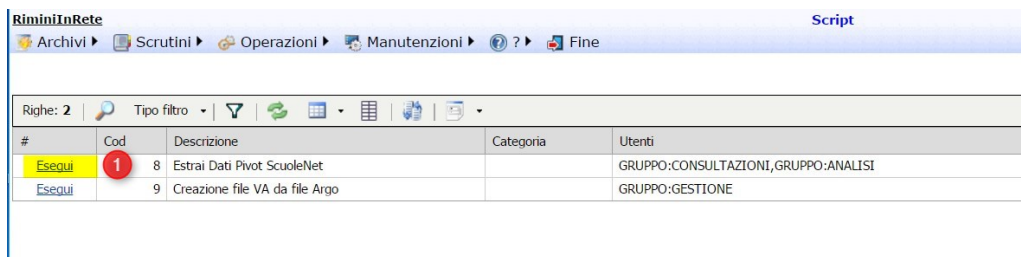 RiminiInRete Script
Archivi Scrutini Operazioni Manutenzioni ? Fine
Righe: 2 Tipo filtro
# Cod Descrizione Categoria Utenti
Esegui 1 8 Estrai Dati Pivot ScuoleNet GRUPPO:CONSULTAZIONI,GRUPPO:ANALISI
Esegui 9 Creazione file VA da file Argo GRUPPO:GESTIONE